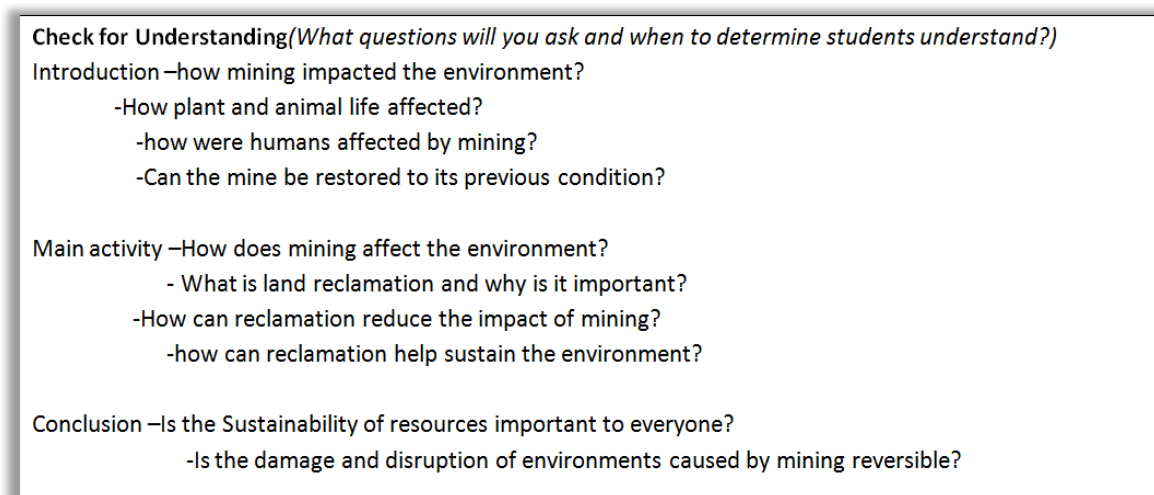 Check for Understanding(What questions will you ask and when to determine students understand?)
Introduction –how mining impacted the environment?
-How plant and animal life affected?
-how were humans affected by mining?
-Can the mine be restored to its previous condition?
Main activity –How does mining affect the environment?
- What is land reclamation and why is it important?
-How can reclamation reduce the impact of mining?
-how can reclamation help sustain the environment?
Conclusion –Is the Sustainability of resources important to everyone?
-Is the damage and disruption of environments caused by mining reversible?